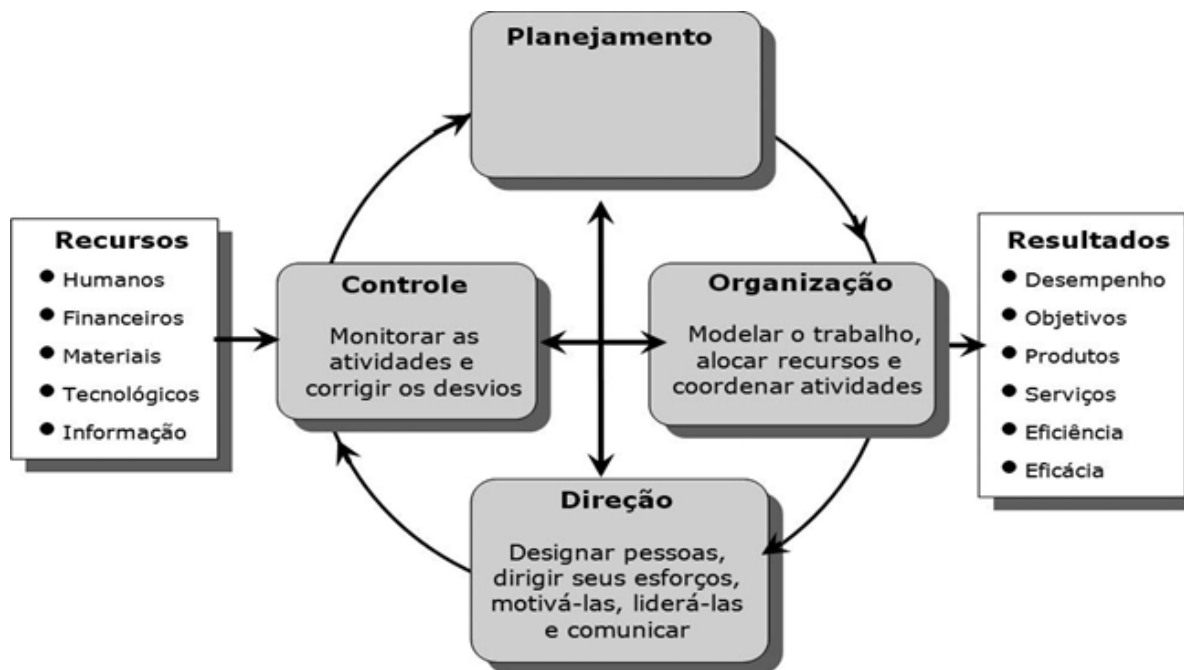 Planejamento
Recursos
Humanos
Financeiros
Materiais
Tecnológicos
Informação
Controle
Monitorar as
atividades e
corrigir os desvios
Organização
Modelar o trabalho,
alocar recursos e
coordenar atividades
Direção
Designar pessoas,
dirigir seus esforços,
motivá-las, liderá-las
e comunicar
Resultados
Desempenho
Objetivos
Produtos
Serviços
Eficiência
Eficácia